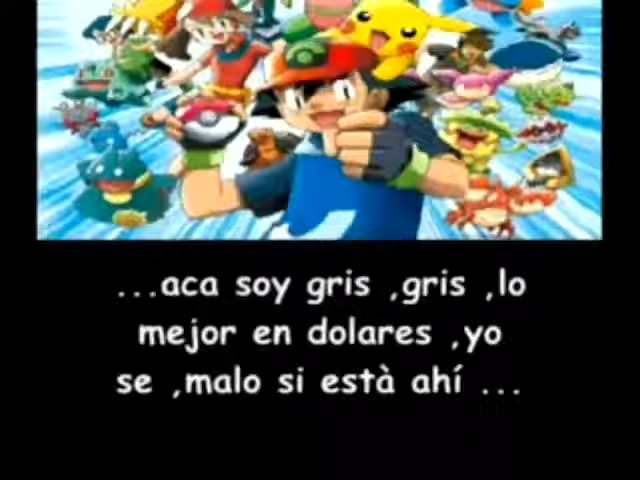 ...aca soy gris ,gris ,lo
mejor en dolares ,yo
se ,malo si està ahí ...